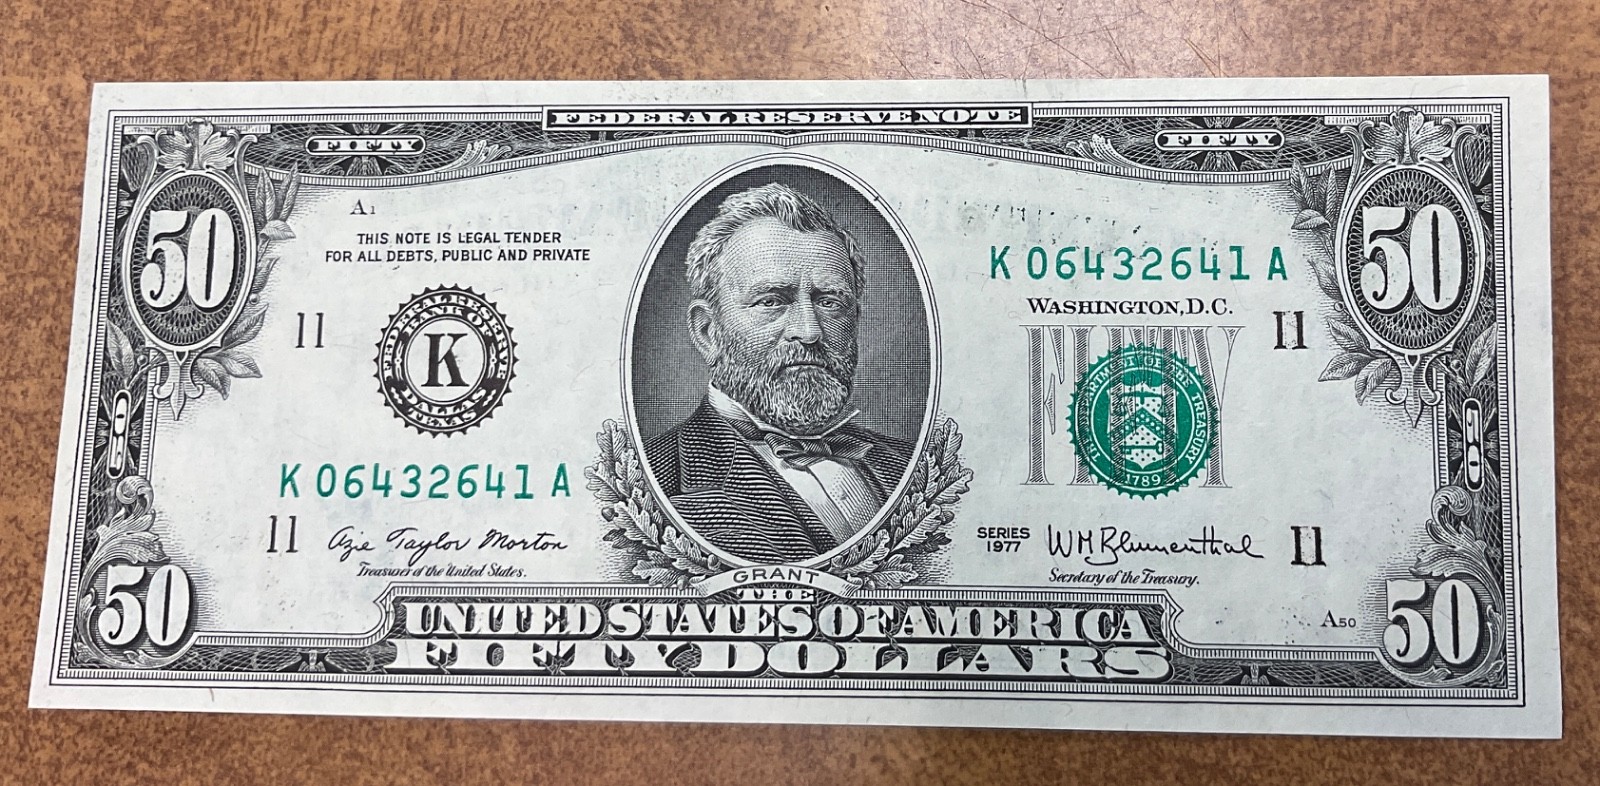 FEDERAL RESERVE NOTE
FIFTY
FIFTY
50
50
A1
THIS NOTE IS LEGAL TENDER
FOR ALL DEBTS, PUBLIC AND PRIVATE
K 06432641 A
WASHINGTON, D.C.
11
11
FEDERAL RESERVE BANK OF DALLAS TEXAS
K
FIFTY
THE DEPARTMENT OF THE TREASURY
1789
50
50
K 06432641 A
11
Azie Taylor Morton
Treasurer of the United States.
SERIES
1977
W M Blumenthal
Secretary of the Treasury.
11
GRANT
THE
UNITED STATES OF AMERICA
FIFTY DOLLARS
50
A50
50